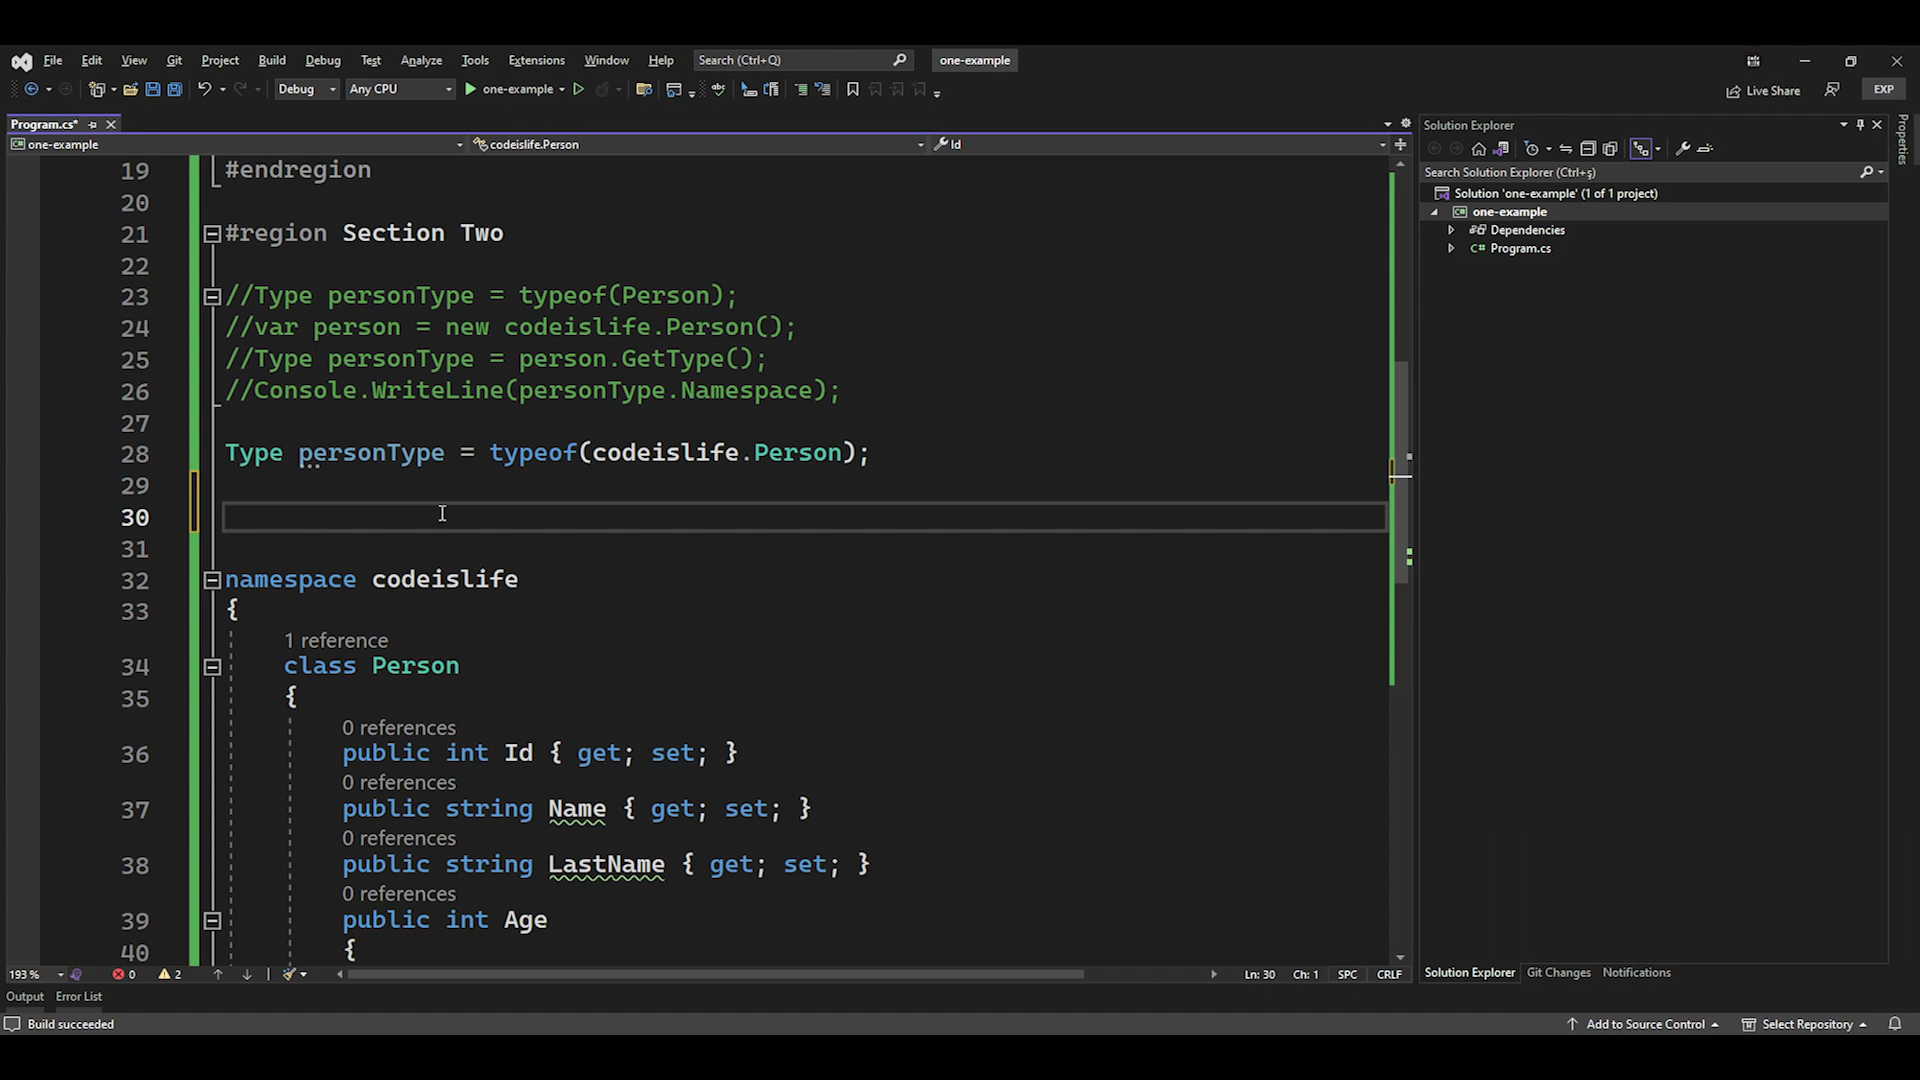 File Edit View Git Project Build Debug Test Analyze Tools Extensions Window Help Search (Ctrl+Q) one-example
Debug Any CPU one-example Live Share EXP
Program.cs*
one-example codeislife.Person Id
19 #endregion
20
21 #region Section Two
22
23 //Type personType = typeof(Person);
24 //var person = new codeislife.Person();
25 //Type personType = person.GetType();
26 //Console.WriteLine(personType.Namespace);
27
28 Type personType = typeof(codeislife.Person);
29
30
31
32 namespace codeislife
33 {
1 reference
34 class Person
35 {
0 references
36 public int Id { get; set; }
0 references
37 public string Name { get; set; }
0 references
38 public string LastName { get; set; }
0 references
39 public int Age
40 {
193 % 0 2 Ln: 30 Ch: 1 SPC CRLF
Output Error List
Build succeeded
Solution Explorer
Search Solution Explorer (Ctrl+ş)
Solution 'one-example' (1 of 1 project)
one-example
Dependencies
C# Program.cs
Solution Explorer Git Changes Notifications
Properties
Add to Source Control Select Repository